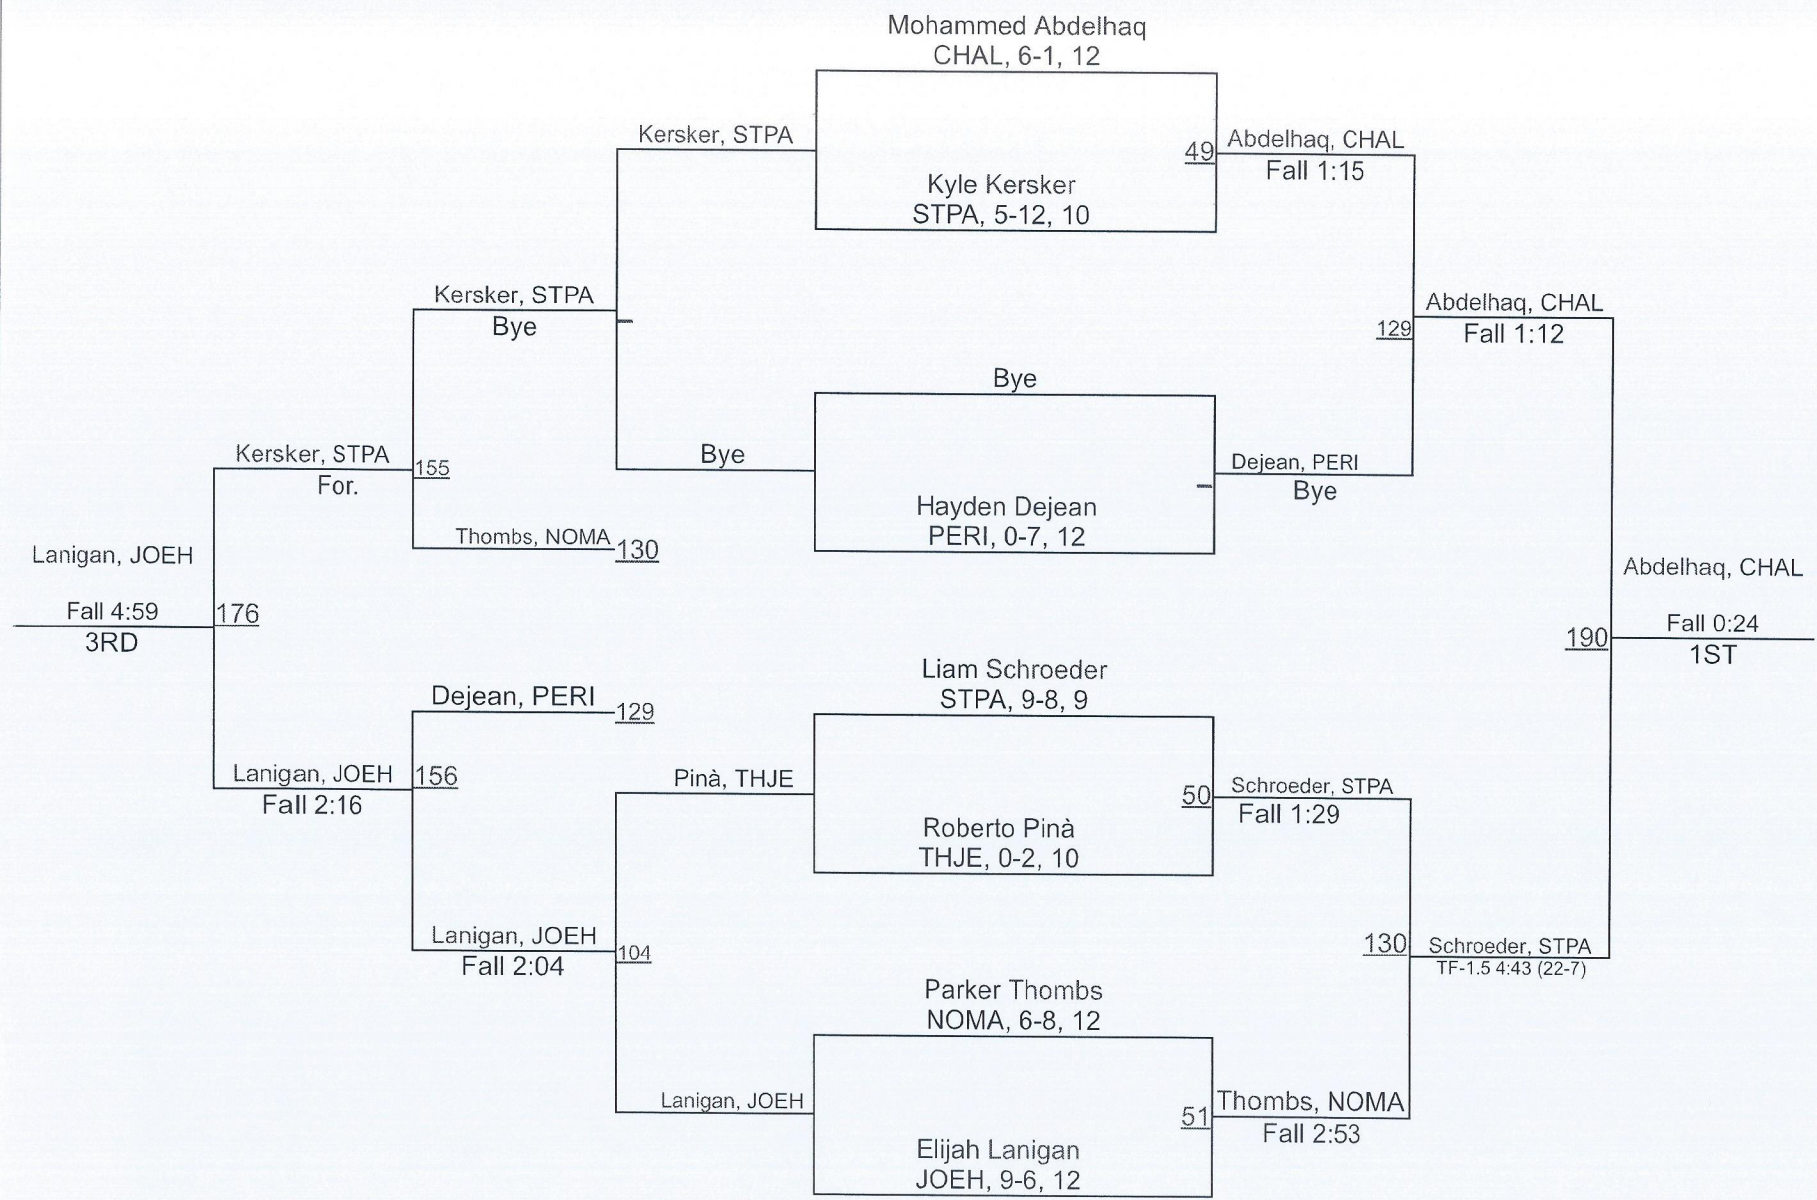 Mohammed Abdelhaq
CHAL, 6-1, 12
Kersker, STPA
49
Abdelhaq, CHAL
Fall 1:15
Kyle Kersker
STPA, 5-12, 10
Kersker, STPA
Bye
Abdelhaq, CHAL
129
Fall 1:12
Bye
Kersker, STPA
155
For.
Bye
Dejean, PERI
Bye
Hayden Dejean
PERI, 0-7, 12
Thombs, NOMA
130
Lanigan, JOEH
Fall 4:59
176
3RD
Abdelhaq, CHAL
190
Fall 0:24
1ST
Liam Schroeder
STPA, 9-8, 9
Dejean, PERI
129
Lanigan, JOEH
156
Fall 2:16
Pinà, THJE
50
Schroeder, STPA
Fall 1:29
Roberto Pinà
THJE, 0-2, 10
Lanigan, JOEH
104
Fall 2:04
130
Schroeder, STPA
TF-1.5 4:43 (22-7)
Parker Thombs
NOMA, 6-8, 12
Lanigan, JOEH
51
Thombs, NOMA
Fall 2:53
Elijah Lanigan
JOEH, 9-6, 12